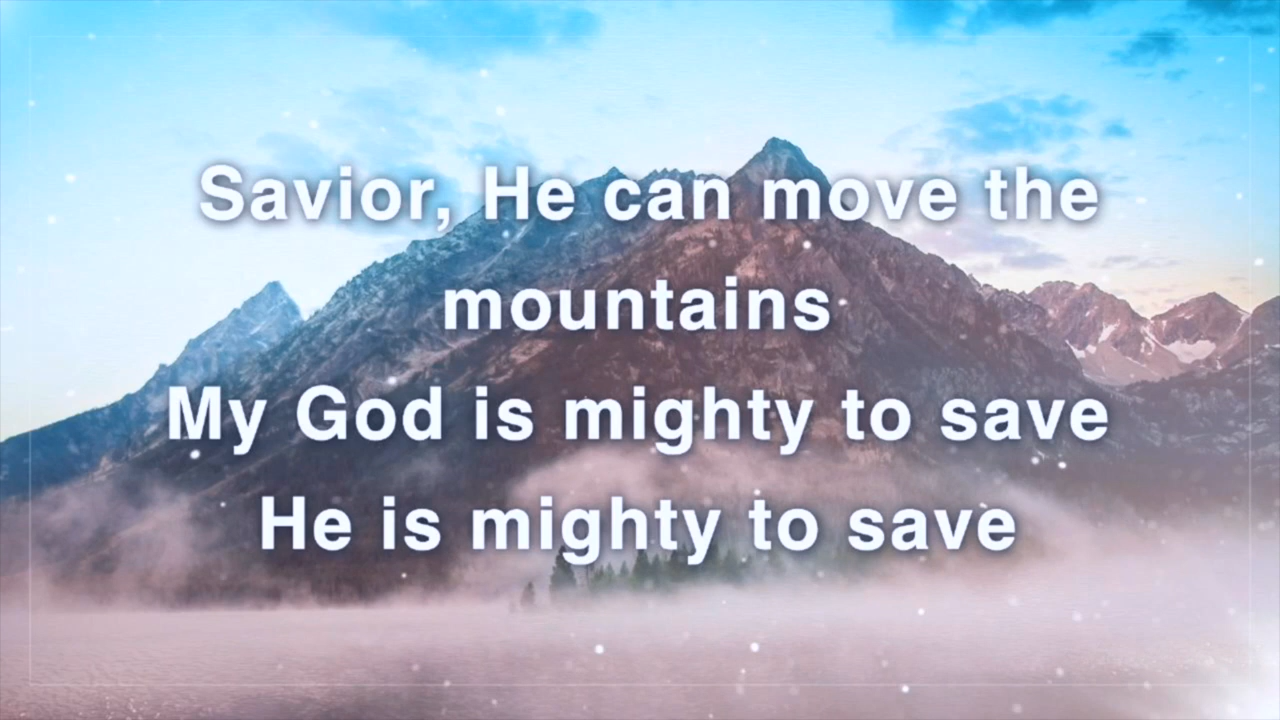 Savior, He can move the
mountains
My God is mighty to save
He is mighty to save